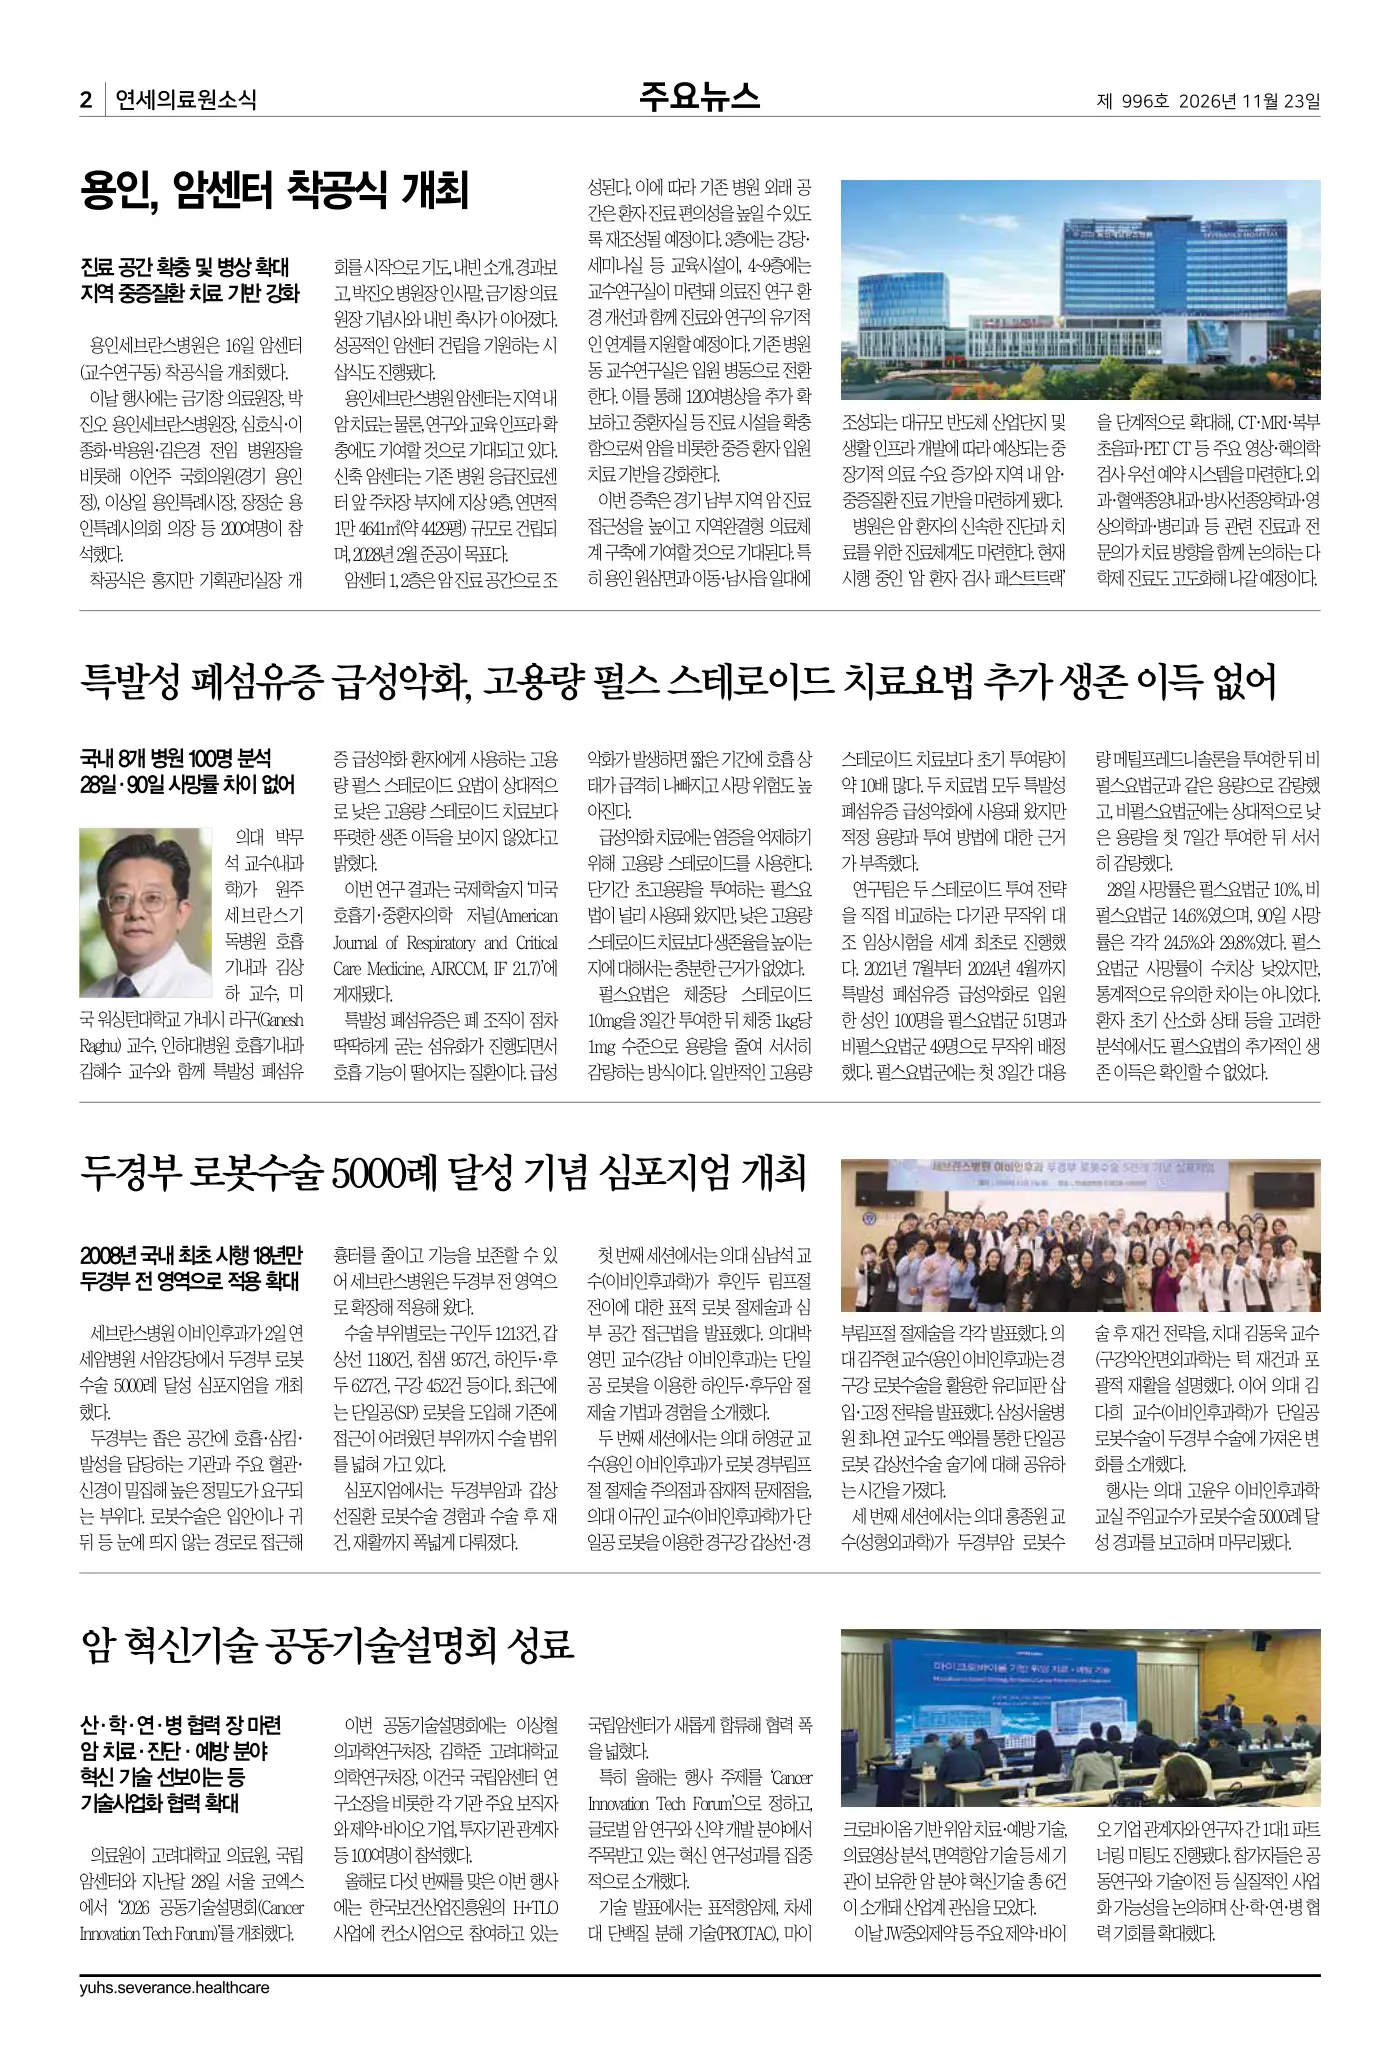 2 연세의료원소식
주요뉴스
제 996호 2026년 11월 23일
용인, 암센터 착공식 개최
진료 공간 확충 및 병상 확대
지역 중증질환 치료 기반 강화
용인세브란스병원은 16일 암센터
(교수연구동) 착공식을 개최했다.
이날 행사에는 금기창 의료원장, 박
진오 용인세브란스병원장, 심호식·이
종화·박용원·김은경 전임 병원장을
비롯해 이언주 국회의원(경기 용인
정), 이상일 용인특례시장, 장정순 용
인특례시의회 의장 등 200여명이 참
석했다.
착공식은 홍지만 기획관리실장 개
회를 시작으로 기도, 내빈 소개, 경과보
고, 박진오 병원장 인사말, 금기창 의료
원장 기념사와 내빈 축사가 이어졌다.
성공적인 암센터 건립을 기원하는 시
삽식도 진행됐다.
용인세브란스병원 암센터는 지역 내
암 치료는 물론, 연구와 교육 인프라 확
충에도 기여할 것으로 기대되고 있다.
신축 암센터는 기존 병원 응급진료센
터 앞 주차장 부지에 지상 9층, 연면적
1만 4641㎡(약 4429평) 규모로 건립되
며, 2028년 2월 준공이 목표다.
암센터 1, 2층은 암 진료 공간으로 조
성된다. 이에 따라 기존 병원 외래 공
간은 환자 진료 편의성을 높일 수 있도
록 재조성될 예정이다. 3층에는 강당·
세미나실 등 교육시설이, 4~9층에는
교수연구실이 마련돼 의료진 연구 환
경 개선과 함께 진료와 연구의 유기적
인 연계를 지원할 예정이다. 기존 병원
동 교수연구실은 입원 병동으로 전환
한다. 이를 통해 120여병상을 추가 확
보하고 중환자실 등 진료 시설을 확충
함으로써 암을 비롯한 중증 환자 입원
치료 기반을 강화한다.
이번 증축은 경기 남부 지역 암 진료
접근성을 높이고 지역완결형 의료체
계 구축에 기여할 것으로 기대된다. 특
히 용인 원삼면과 이동·남사읍 일대에
조성되는 대규모 반도체 산업단지 및
생활 인프라 개발에 따라 예상되는 중
장기적 의료 수요 증가와 지역 내 암·
중증질환 진료 기반을 마련하게 됐다.
병원은 암 환자의 신속한 진단과 치
료를 위한 진료체계도 마련한다. 현재
시행 중인 '암 환자 검사 패스트트랙'
을 단계적으로 확대해, CT·MRI·복부
초음파·PET CT 등 주요 영상·핵의학
검사 우선 예약 시스템을 마련한다. 외
과·혈액종양내과·방사선종양학과·영
상의학과·병리과 등 관련 진료과 전
문의가 치료 방향을 함께 논의하는 다
학제 진료도 고도화해 나갈 예정이다.
특발성 폐섬유증 급성악화, 고용량 펄스 스테로이드 치료요법 추가 생존 이득 없어
국내 8개 병원 100명 분석
28일·90일 사망률 차이 없어
의대 박무
석 교수(내과
학)가 원주
세브란스기
독병원 호흡
기내과 김상
하 교수, 미
국 워싱턴대학교 가네시 라구(Ganesh
Raghu) 교수, 인하대병원 호흡기내과
김혜수 교수와 함께 특발성 폐섬유
증 급성악화 환자에게 사용하는 고용
량 펄스 스테로이드 요법이 상대적으
로 낮은 고용량 스테로이드 치료보다
뚜렷한 생존 이득을 보이지 않았다고
밝혔다.
이번 연구 결과는 국제학술지 '미국
호흡기·중환자의학 저널(American
Journal of Respiratory and Critical
Care Medicine, AJRCCM, IF 21.7)'에
게재됐다.
특발성 폐섬유증은 폐 조직이 점차
딱딱하게 굳는 섬유화가 진행되면서
호흡 기능이 떨어지는 질환이다. 급성
악화가 발생하면 짧은 기간에 호흡 상
태가 급격히 나빠지고 사망 위험도 높
아진다.
급성악화 치료에는 염증을 억제하기
위해 고용량 스테로이드를 사용한다.
단기간 초고용량을 투여하는 펄스요
법이 널리 사용돼 왔지만, 낮은 고용량
스테로이드 치료보다 생존율을 높이는
지에 대해서는 충분한 근거가 없었다.
펄스요법은 체중당 스테로이드
10mg을 3일간 투여한 뒤 체중 1kg당
1mg 수준으로 용량을 줄여 서서히
감량하는 방식이다. 일반적인 고용량
스테로이드 치료보다 초기 투여량이
약 10배 많다. 두 치료법 모두 특발성
폐섬유증 급성악화에 사용돼 왔지만
적정 용량과 투여 방법에 대한 근거
가 부족했다.
연구팀은 두 스테로이드 투여 전략
을 직접 비교하는 다기관 무작위 대
조 임상시험을 세계 최초로 진행했
다. 2021년 7월부터 2024년 4월까지
특발성 폐섬유증 급성악화로 입원
한 성인 100명을 펄스요법군 51명과
비펄스요법군 49명으로 무작위 배정
했다. 펄스요법군에는 첫 3일간 대용
량 메틸프레드니솔론을 투여한 뒤 비
펄스요법군과 같은 용량으로 감량했
고, 비펄스요법군에는 상대적으로 낮
은 용량을 첫 7일간 투여한 뒤 서서
히 감량했다.
28일 사망률은 펄스요법군 10%, 비
펄스요법군 14.6%였으며, 90일 사망
률은 각각 24.5%와 29.8%였다. 펄스
요법군 사망률이 수치상 낮았지만,
통계적으로 유의한 차이는 아니었다.
환자 초기 산소화 상태 등을 고려한
분석에서도 펄스요법의 추가적인 생
존 이득은 확인할 수 없었다.
두경부 로봇수술 5000례 달성 기념 심포지엄 개최
2008년 국내 최초 시행 18년만
두경부 전 영역으로 적용 확대
세브란스병원 이비인후과가 2일 연
세암병원 서암강당에서 두경부 로봇
수술 5000례 달성 심포지엄을 개최
했다.
두경부는 좁은 공간에 호흡·삼킴·
발성을 담당하는 기관과 주요 혈관·
신경이 밀집해 높은 정밀도가 요구되
는 부위다. 로봇수술은 입안이나 귀
뒤 등 눈에 띄지 않는 경로로 접근해
흉터를 줄이고 기능을 보존할 수 있
어 세브란스병원은 두경부 전 영역으
로 확장해 적용해 왔다.
수술 부위별로는 구인두 1213건, 갑
상선 1180건, 침샘 957건, 하인두·후
두 627건, 구강 452건 등이다. 최근에
는 단일공(SP) 로봇을 도입해 기존에
접근이 어려웠던 부위까지 수술 범위
를 넓혀 가고 있다.
심포지엄에서는 두경부암과 갑상
선질환 로봇수술 경험과 수술 후 재
건, 재활까지 폭넓게 다뤄졌다.
첫 번째 세션에서는 의대 심남석 교
수(이비인후과학)가 후인두 림프절
전이에 대한 표적 로봇 절제술과 심
부 공간 접근법을 발표했다. 의대박
영민 교수(강남 이비인후과)는 단일
공 로봇을 이용한 하인두·후두암 절
제술 기법과 경험을 소개했다.
두 번째 세션에서는 의대 허영균 교
수(용인 이비인후과)가 로봇 경부림프
절 절제술 주의점과 잠재적 문제점을,
의대 이규인 교수(이비인후과학)가 단
일공 로봇을 이용한 경구강 갑상선·경
세브란스병원 이비인후과 두경부 로봇수술 5천례 기념 심포지엄
부림프절 절제술을 각각 발표했다. 의
대 김주현 교수(용인 이비인후과)는 경
구강 로봇수술을 활용한 유리피판 삽
입·고정 전략을 발표했다. 삼성서울병
원 최나연 교수도 액와를 통한 단일공
로봇 갑상선수술 술기에 대해 공유하
는 시간을 가졌다.
세 번째 세션에서는 의대 홍종원 교
수(성형외과학)가 두경부암 로봇수
술 후 재건 전략을, 치대 김동욱 교수
(구강악안면외과학)는 턱 재건과 포
괄적 재활을 설명했다. 이어 의대 김
다희 교수(이비인후과학)가 단일공
로봇수술이 두경부 수술에 가져온 변
화를 소개했다.
행사는 의대 고윤우 이비인후과학
교실 주임교수가 로봇수술 5000례 달
성 경과를 보고하며 마무리됐다.
암 혁신기술 공동기술설명회 성료
산·학·연·병 협력 장 마련
암 치료·진단·예방 분야
혁신 기술 선보이는 등
기술사업화 협력 확대
의료원이 고려대학교 의료원, 국립
암센터와 지난달 28일 서울 코엑스
에서 '2026 공동기술설명회(Cancer
Innovation Tech Forum)'를 개최했다.
이번 공동기술설명회에는 이상철
의과학연구처장, 김학준 고려대학교
의학연구처장, 이건국 국립암센터 연
구소장을 비롯한 각 기관 주요 보직자
와 제약·바이오 기업, 투자기관 관계자
등 100여명이 참석했다.
올해로 다섯 번째를 맞은 이번 행사
에는 한국보건산업진흥원의 H+TLO
사업에 컨소시엄으로 참여하고 있는
국립암센터가 새롭게 합류해 협력 폭
을 넓혔다.
특히 올해는 행사 주제를 'Cancer
Innovation Tech Forum'으로 정하고,
글로벌 암 연구와 신약 개발 분야에서
주목받고 있는 혁신 연구성과를 집중
적으로 소개했다.
기술 발표에서는 표적항암제, 차세
대 단백질 분해 기술(PROTAC), 마이
마이크로바이옴 기반 위암 치료·예방 기술
크로바이옴 기반 위암 치료·예방 기술,
의료영상 분석, 면역항암 기술 등 세 기
관이 보유한 암 분야 혁신기술 총 6건
이 소개돼 산업계 관심을 모았다.
이날 JW중외제약 등 주요 제약·바이
오 기업 관계자와 연구자 간 1대1 파트
너링 미팅도 진행됐다. 참가자들은 공
동연구와 기술이전 등 실질적인 사업
화 가능성을 논의하며 산·학·연·병 협
력 기회를 확대했다.
yuhs.severance.healthcare